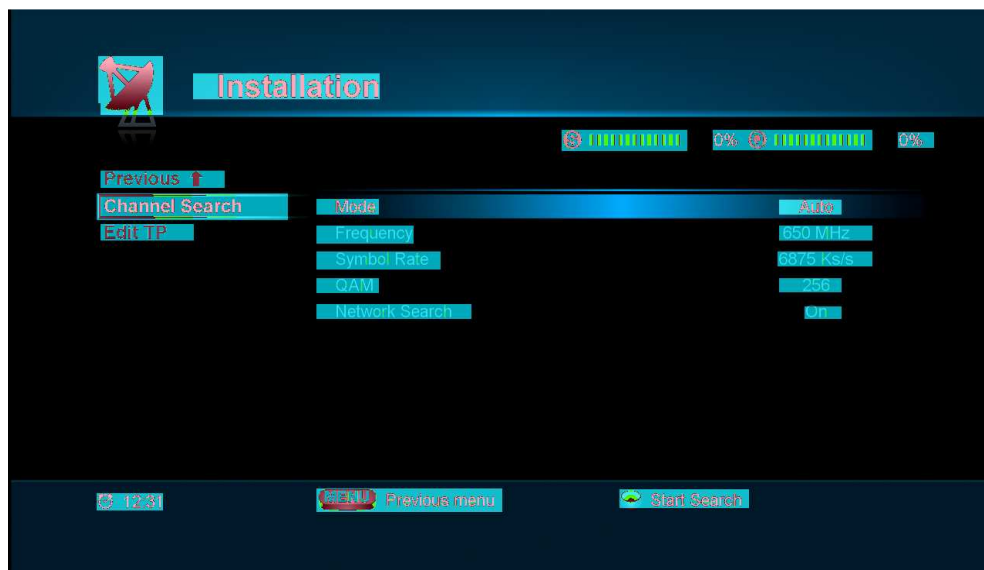 Installation
0% 0%
Previous
Channel Search
Mode Auto
Edit TP
Frequency 650 MHz
Symbol Rate 6875 Ks/s
QAM 256
Network Search On
12:31 MENU Previous menu Start Search